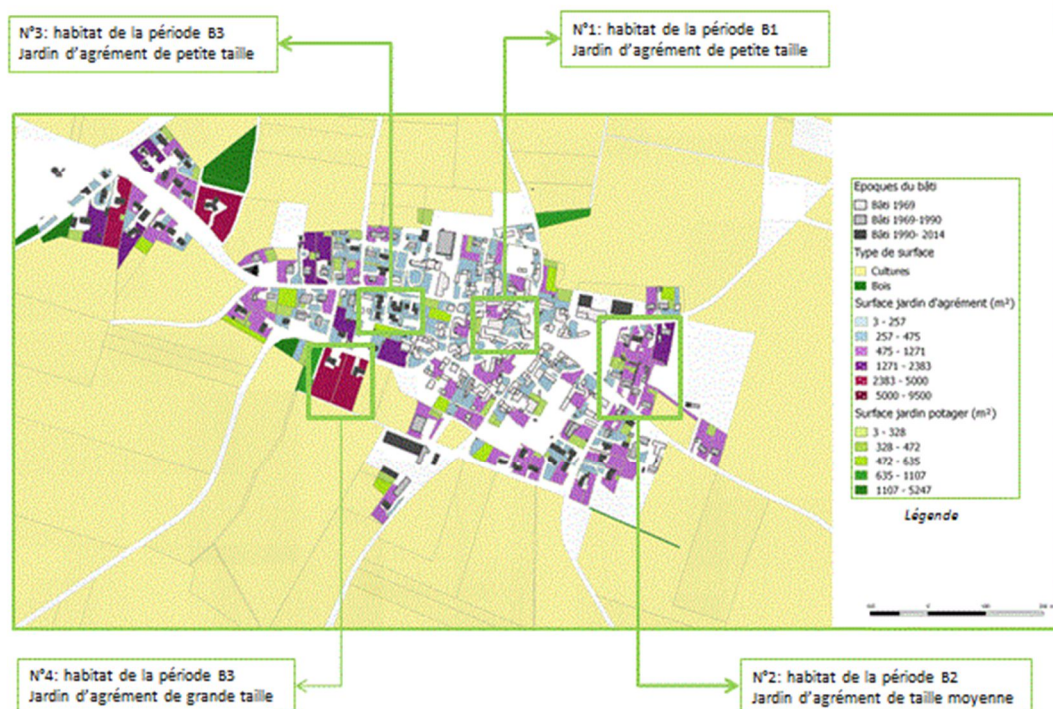 N°3: habitat de la période B3
Jardin d'agrément de petite taille
N°1: habitat de la période B1
Jardin d'agrément de petite taille
Epoques du bâti
Bâti 1969
Bâti 1969-1990
Bâti 1990- 2014
Type de surface
Cultures
Bois
Surface jardin d'agrément (m²)
3 - 257
257 - 475
475 - 1271
1271 - 2383
2383 - 5000
5000 - 9500
Surface jardin potager (m²)
3 - 328
328 - 472
472 - 635
635 - 1107
1107 - 5247
Légende
N°4: habitat de la période B3
Jardin d'agrément de grande taille
N°2: habitat de la période B2
Jardin d'agrément de taille moyenne